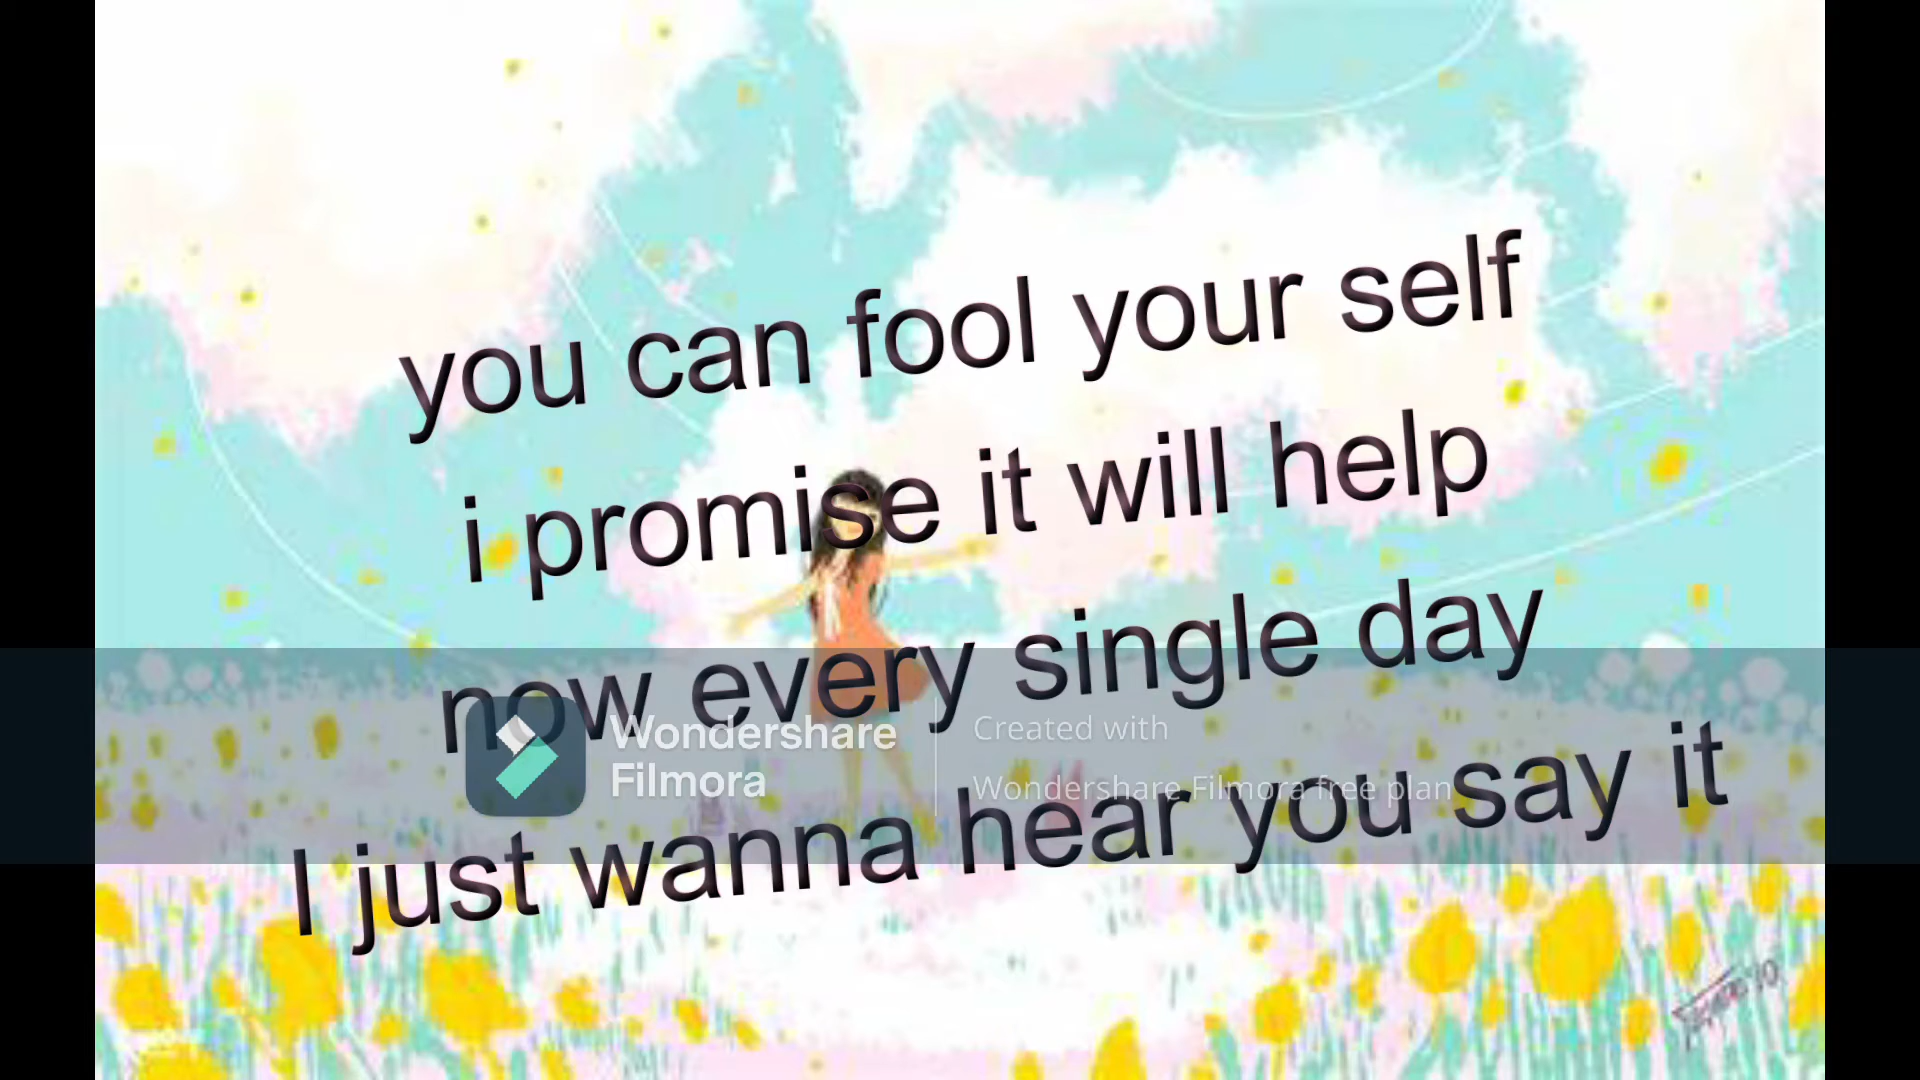 you can fool your self
i promise it will help
now every single day
I just wanna hear you say it
Wondershare
Filmora
Created with
Wondershare Filmora free plan